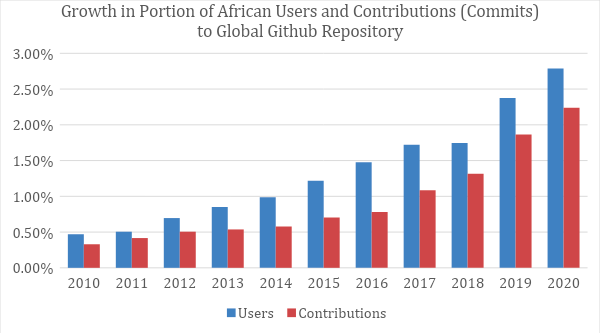 Growth in Portion of African Users and Contributions (Commits)
to Global Github Repository
3.00%
2.50%
2.00%
1.50%
1.00%
0.50%
0.00%
2010 2011 2012 2013 2014 2015 2016 2017 2018 2019 2020
Users Contributions